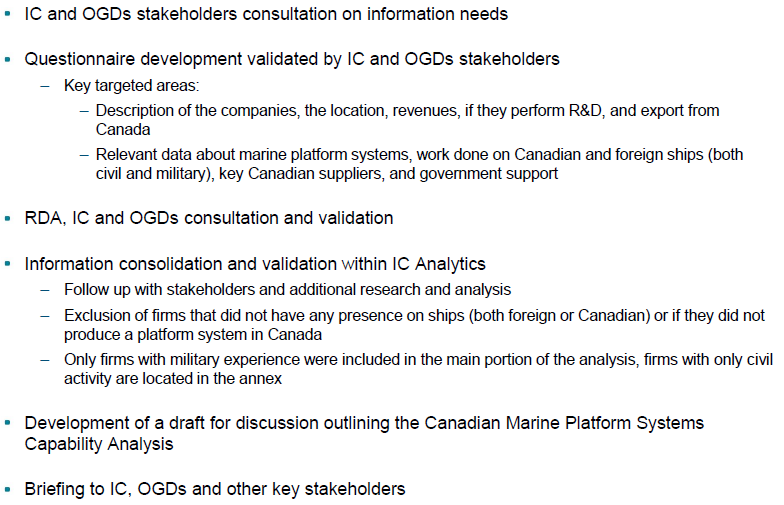 • IC and OGDs stakeholders consultation on information needs
• Questionnaire development validated by IC and OGDs stakeholders
– Key targeted areas:
– Description of the companies, the location, revenues, if they perform R&D, and export from
Canada
– Relevant data about marine platform systems, work done on Canadian and foreign ships (both
civil and military), key Canadian suppliers, and government support
• RDA, IC and OGDs consultation and validation
• Information consolidation and validation within IC Analytics
– Follow up with stakeholders and additional research and analysis
– Exclusion of firms that did not have any presence on ships (both foreign or Canadian) or if they did not
produce a platform system in Canada
– Only firms with military experience were included in the main portion of the analysis, firms with only civil
activity are located in the annex
• Development of a draft for discussion outlining the Canadian Marine Platform Systems
Capability Analysis
• Briefing to IC, OGDs and other key stakeholders